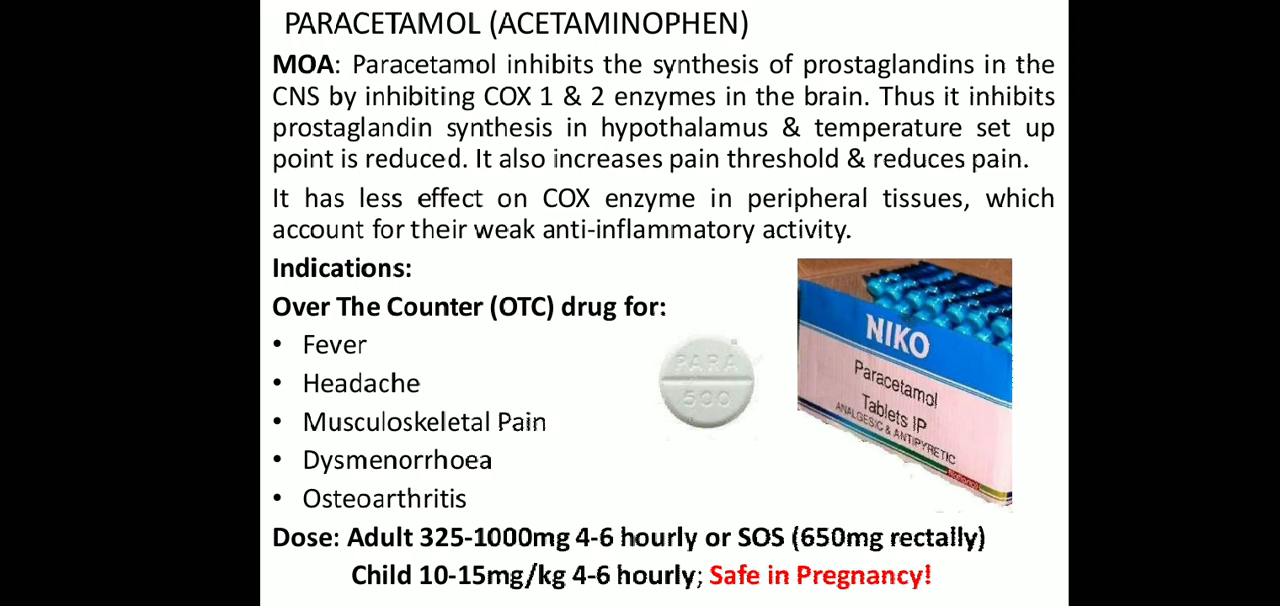 PARACETAMOL (ACETAMINOPHEN)
MOA: Paracetamol inhibits the synthesis of prostaglandins in the
CNS by inhibiting COX 1 & 2 enzymes in the brain. Thus it inhibits
prostaglandin synthesis in hypothalamus & temperature set up
point is reduced. It also increases pain threshold & reduces pain.
It has less effect on COX enzyme in peripheral tissues, which
account for their weak anti-inflammatory activity.
Indications:
Over The Counter (OTC) drug for:
• Fever
• Headache
• Musculoskeletal Pain
• Dysmenorrhoea
• Osteoarthritis
PARA
500
NIKO
Paracetamol
Tablets IP
ANALGESIC & ANTIPYRETIC
Dose: Adult 325-1000mg 4-6 hourly or SOS (650mg rectally)
Child 10-15mg/kg 4-6 hourly; Safe in Pregnancy!